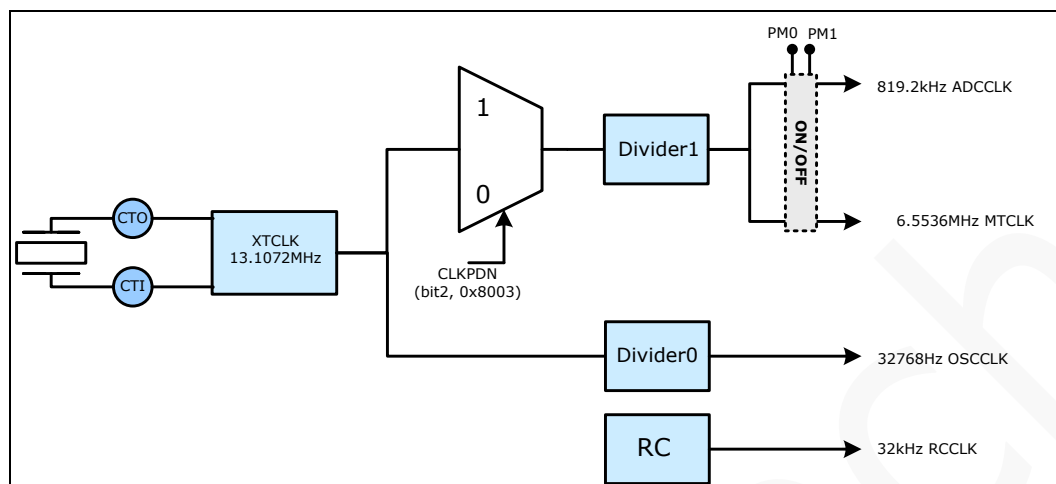 PM0 PM1
819.2kHz ADCCLK
1
ON/OFF
Divider1
0
CTO
6.5536MHz MTCLK
XTCLK
13.1072MHz
CLKPDN
(bit2, 0x8003)
CTI
Divider0
32768Hz OSCCLK
RC
32kHz RCCLK